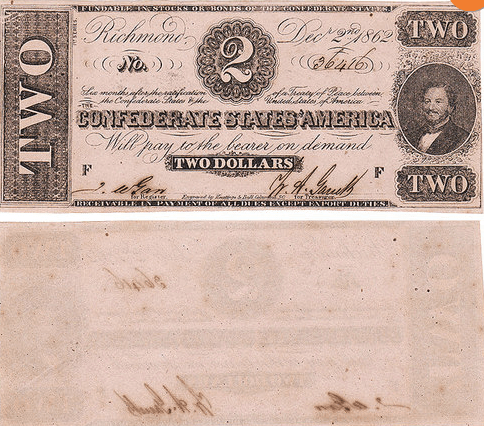 FUNDABLE IN STOCKS OR BONDS OF THE CONFEDERATE STATES
TWO
Richmond, Decr. 2nd 1862
TWO
No.
2
36416
Six months after the ratification of a Treaty of Peace between
the Confederate States & the United States of America
THE
CONFEDERATE STATES OF AMERICA
Will pay to the bearer on demand
F
TWO DOLLARS
F
TWO
for Register
for Treasurer
RECEIVABLE IN PAYMENT OF ALL DUES EXCEPT EXPORT DUTIES